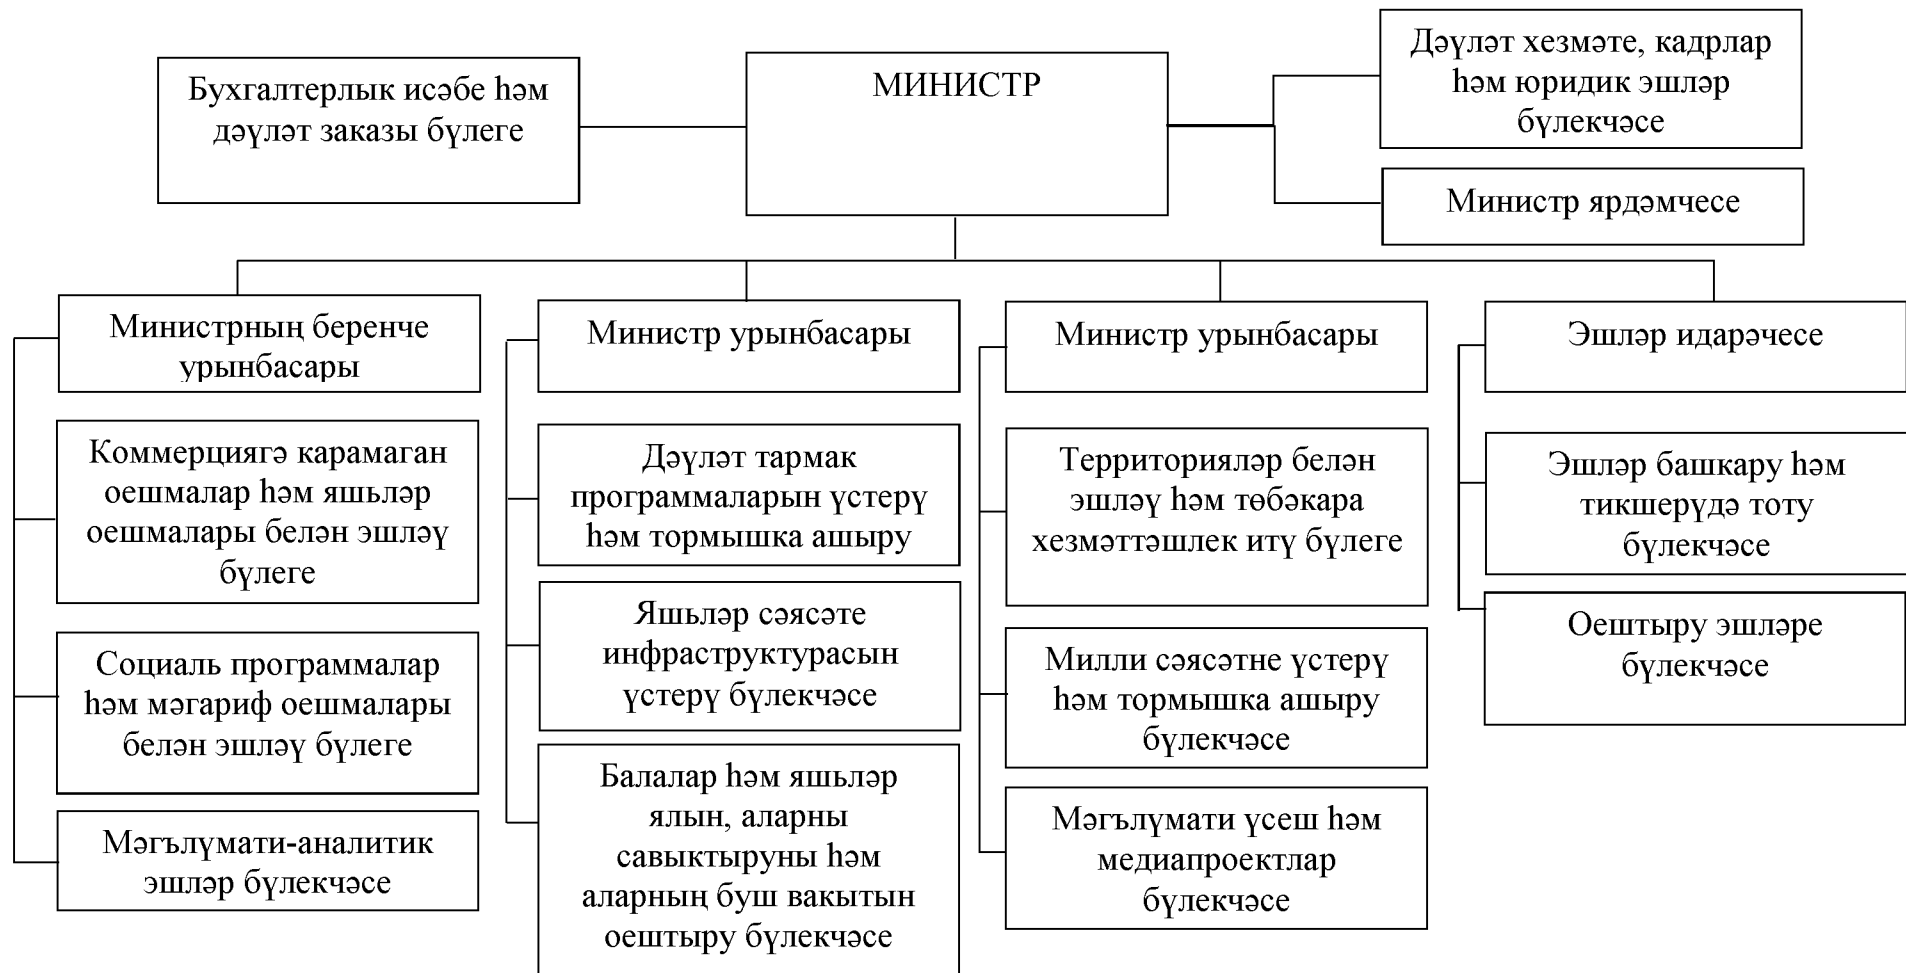 Бухгалтерлык исәбе һәм
дәүләт заказы бүлеге
МИНИСТР
Дәүләт хезмәте, кадрлар
һәм юридик эшләр
бүлекчәсе
Министр ярдәмчесе
Министрның беренче
урынбасары
Коммерциягә карамаган
оешмалар һәм яшьләр
оешмалары белән эшләү
бүлеге
Социаль программалар
һәм мәгариф оешмалары
белән эшләү бүлеге
Мәгълүмати-аналитик
эшләр бүлекчәсе
Министр урынбасары
Дәүләт тармак
программаларын үстерү
һәм тормышка ашыру
Яшьләр сәясәте
инфраструктурасын
үстерү бүлекчәсе
Балалар һәм яшьләр
ялын, аларны
савыктыруны һәм
аларның буш вакытын
оештыру бүлекчәсе
Министр урынбасары
Территорияләр белән
эшләү һәм төбәкара
хезмәттәшлек итү бүлеге
Милли сәясәтне үстерү
һәм тормышка ашыру
бүлекчәсе
Мәгълүмати үсеш һәм
медиапроектлар
бүлекчәсе
Эшләр идарәчесе
Эшләр башкару һәм
тикшерүдә тоту
бүлекчәсе
Оештыру эшләре
бүлекчәсе